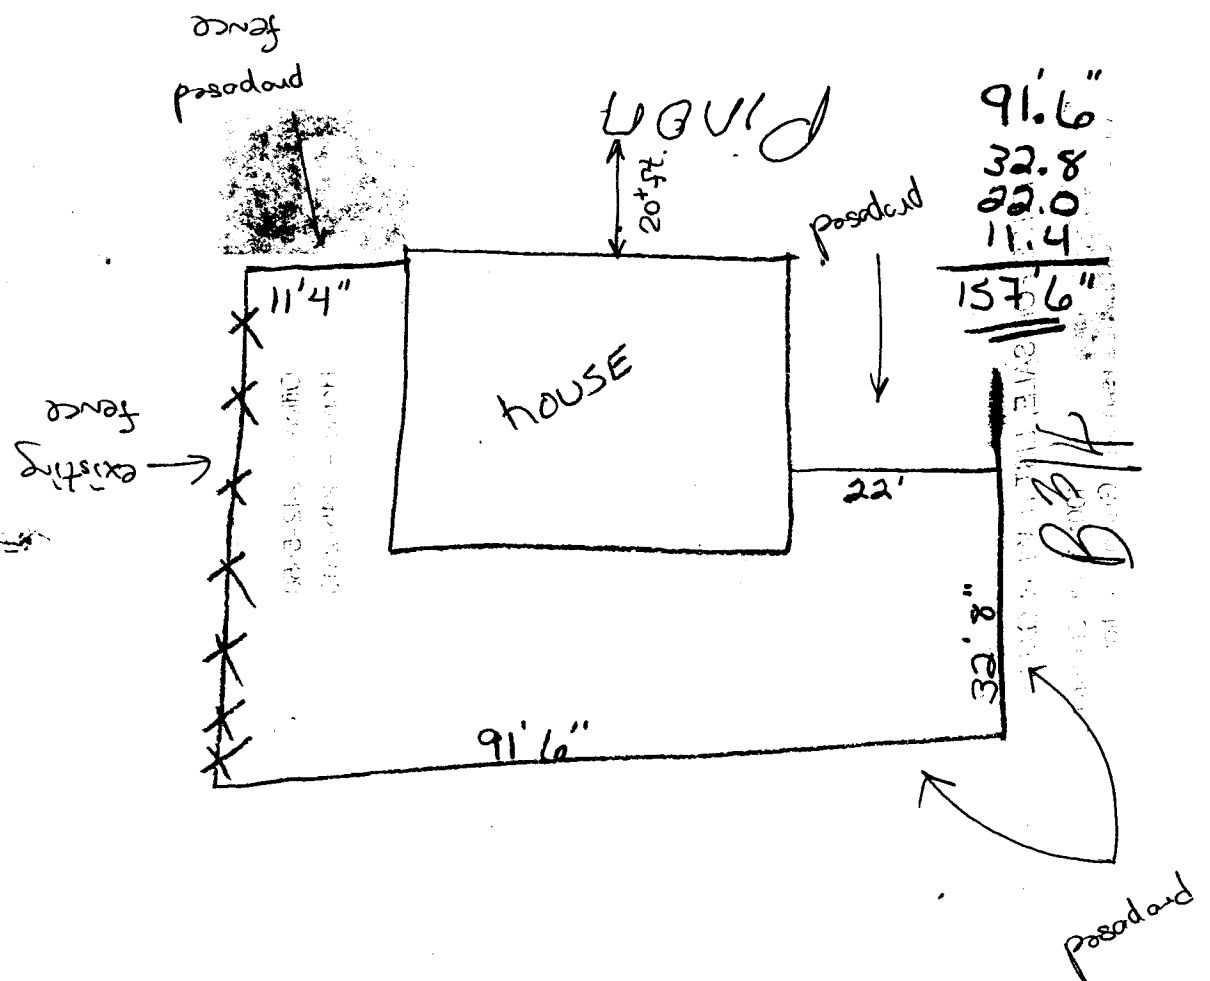 proposed
fence
Pinon
20+ ft.
91'.6"
32.8
22.0
11.4
157'6"
proposed
11'4"
HOUSE
existing
fence
22'
32' 8"
91' 6"
proposed